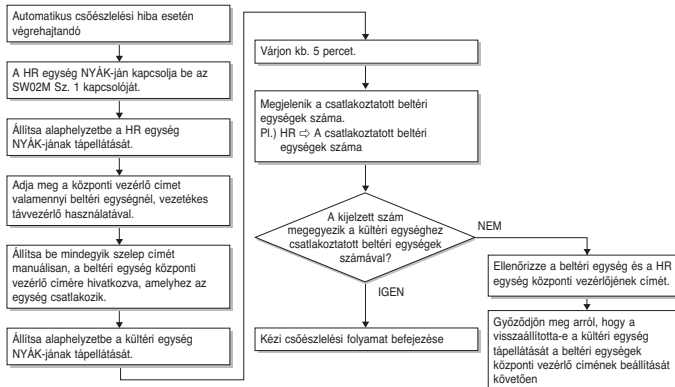 Automatikus csőészlelési hiba esetén
végrehajtandó
A HR egység NYÁK-ján kapcsolja be az
SW02M Sz. 1 kapcsolóját.
Állítsa alaphelyzetbe a HR egység
NYÁK-jának tápellátását.
Adja meg a központi vezérlő címet
valamennyi beltéri egységnél, vezetékes
távvezérlő használatával.
Állítsa be mindegyik szelep címét
manuálisan, a beltéri egység központi
vezérlő címére hivatkozva, amelyhez az
egység csatlakozik.
Állítsa alaphelyzetbe a kültéri egység
NYÁK-jának tápellátását.
Várjon kb. 5 percet.
Megjelenik a csatlakoztatott beltéri
egységek száma.
Pl.) HR ⇨ A csatlakoztatott beltéri
egységek száma
A kijelzett szám
megegyezik a kültéri egységhez
csatlakoztatott beltéri egységek
számával?
NEM
IGEN
Kézi csőészlelési folyamat befejezése
Ellenőrizze a beltéri egység és a HR
egység központi vezérlőjének címét.
Győződjön meg arról, hogy a
visszaállította-e a kültéri egység
tápellátását a beltéri egységek
központi vezérlő címének beállítását
követően